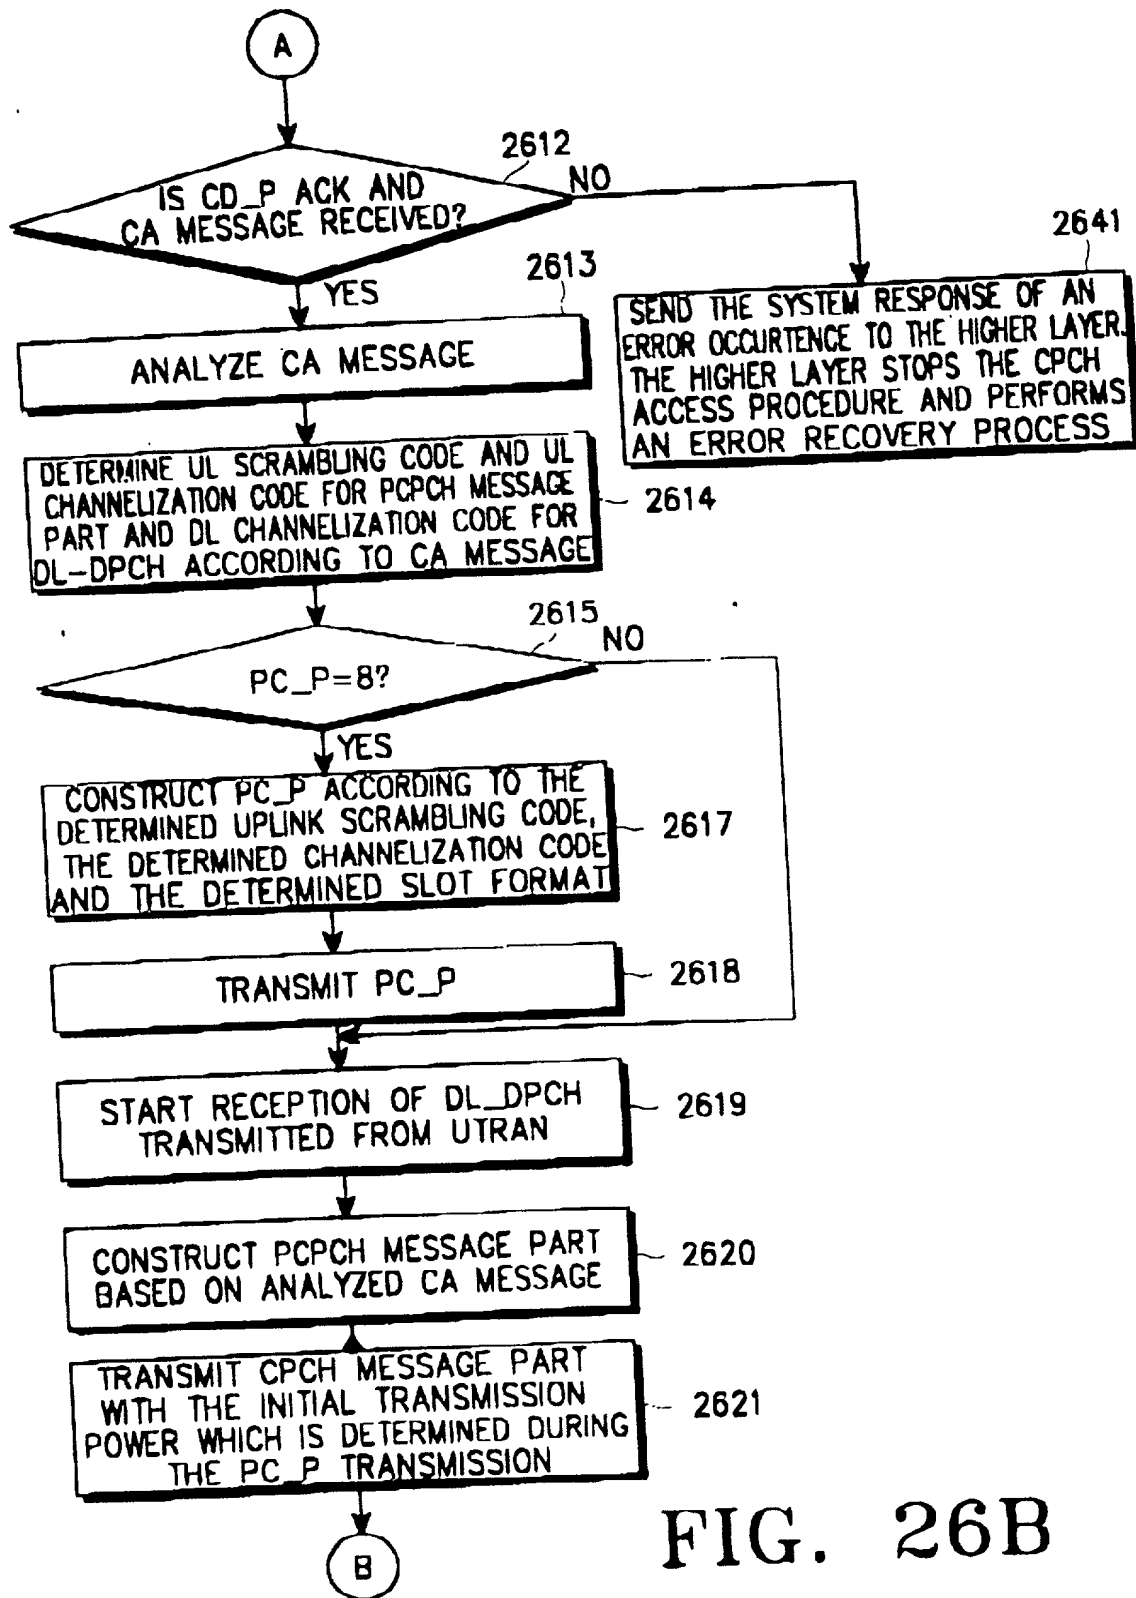 A
2612
IS CD_P ACK AND
CA MESSAGE RECEIVED?
NO
YES
2641
SEND THE SYSTEM RESPONSE OF AN
ERROR OCCURTENCE TO THE HIGHER LAYER.
THE HIGHER LAYER STOPS THE CPCH
ACCESS PROCEDURE AND PERFORMS
AN ERROR RECOVERY PROCESS
2613
ANALYZE CA MESSAGE
DETERMINE UL SCRAMBLING CODE AND UL
CHANNELIZATION CODE FOR PCPCH MESSAGE
PART AND DL CHANNELIZATION CODE FOR
DL-DPCH ACCORDING TO CA MESSAGE
2614
2615
NO
PC_P=8?
YES
CONSTRUCT PC_P ACCORDING TO THE
DETERMINED UPLINK SCRAMBLING CODE,
THE DETERMINED CHANNELIZATION CODE
AND THE DETERMINED SLOT FORMAT
2617
TRANSMIT PC_P
2618
START RECEPTION OF DL_DPCH
TRANSMITTED FROM UTRAN
2619
CONSTRUCT PCPCH MESSAGE PART
BASED ON ANALYZED CA MESSAGE
2620
TRANSMIT CPCH MESSAGE PART
WITH THE INITIAL TRANSMISSION
POWER WHICH IS DETERMINED DURING
THE PC_P TRANSMISSION
2621
B
FIG. 26B